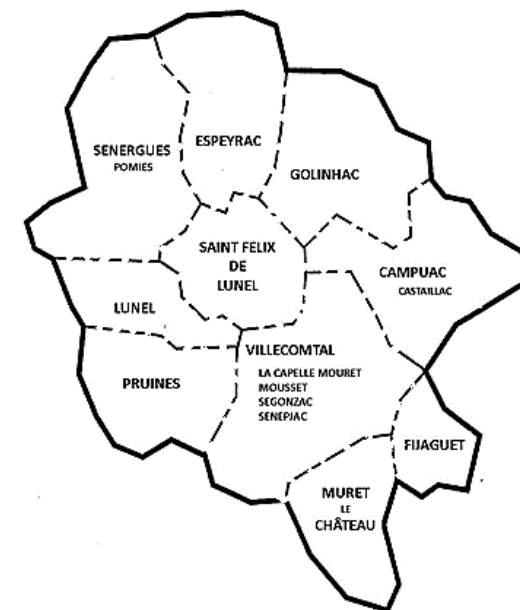 ESPEYRAC
SENERGUES
POMIES
GOLINHAC
SAINT FELIX
DE
LUNEL
CAMPUAC
CASTAILLAC
LUNEL
VILLECOMTAL
LA CAPELLE MOURET
MOUSSET
SEGONZAC
SENEPJAC
PRUINES
FIJAGUET
MURET
LE
CHÂTEAU